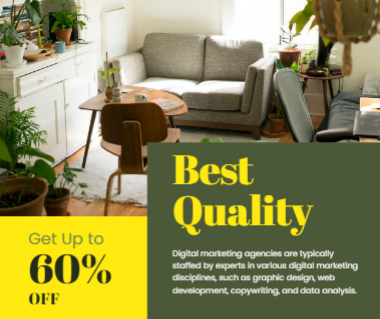 Best
Quality
Get Up to
60%
OFF
Digital marketing agencies are typically
staffed by experts in various digital marketing
disciplines, such as graphic design, web
development, copywriting, and data analysis.